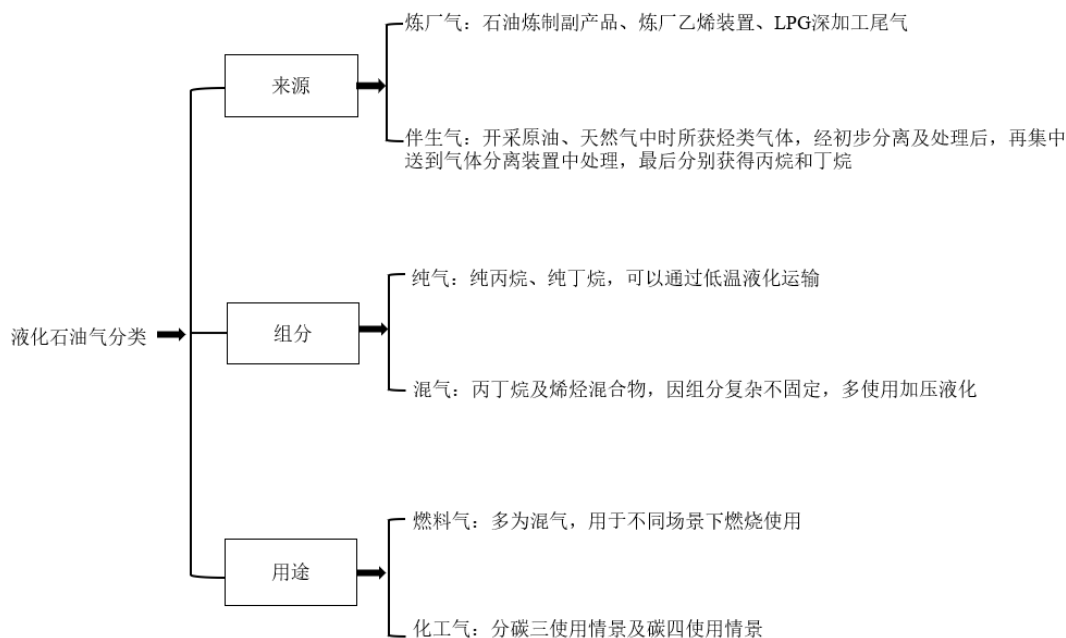 炼厂气：石油炼制副产品、炼厂乙烯装置、LPG深加工尾气
来源
伴生气：开采原油、天然气中时所获烃类气体，经初步分离及处理后，再集中
送到气体分离装置中处理，最后分别获得丙烷和丁烷
纯气：纯丙烷、纯丁烷，可以通过低温液化运输
液化石油气分类
组分
混气：丙丁烷及烯烃混合物，因组分复杂不固定，多使用加压液化
燃料气：多为混气，用于不同场景下燃烧使用
用途
化工气：分碳三使用情景及碳四使用情景